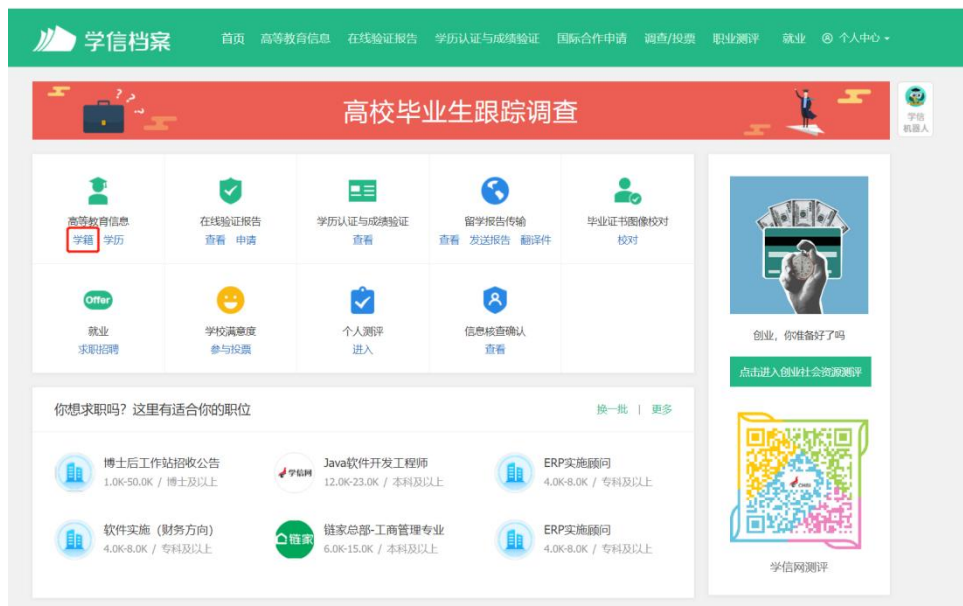 学信档案
首页 高等教育信息 在线验证报告 学历认证与成绩验证 国际合作申请 调查/投票 职业测评 就业 个人中心
高校毕业生跟踪调查
学信
机器人
高等教育信息 在线验证报告 学历认证与成绩验证 留学报告传输 毕业证书图像校对
学籍 学历 查看 申请 查看 查看 发送报告 翻译件 校对
Offer
就业 学校满意度 个人测评 信息核查确认
求职招聘 参与投票 进入 查看
创业，你准备好了吗
点击进入创业社会资源测评
你想求职吗？这里有适合你的职位 换一批 | 更多
博士后工作站招收公告 Java软件开发工程师 ERP实施顾问
1.0K-50.0K / 博士及以上 学信网 12.0K-23.0K / 本科及以上 4.0K-8.0K / 专科及以上
软件实施（财务方向） 链家总部-工商管理专业 ERP实施顾问
4.0K-8.0K / 专科及以上 链家 6.0K-15.0K / 本科及以上 4.0K-8.0K / 专科及以上
学信网测评